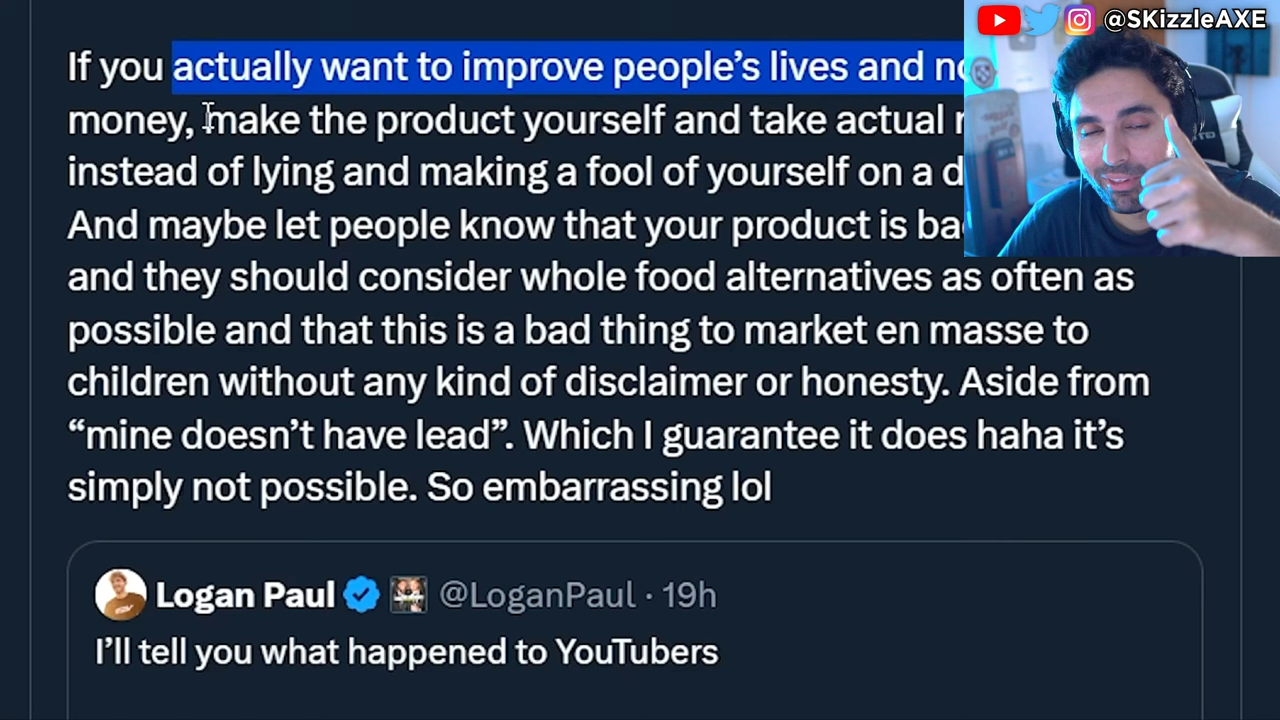 @SKizzleAXE
If you actually want to improve people’s lives and
money, make the product yourself and take actual
instead of lying and making a fool of yourself on a
And maybe let people know that your product is
and they should consider whole food alternatives as often as
possible and that this is a bad thing to market en masse to
children without any kind of disclaimer or honesty. Aside from
“mine doesn’t have lead”. Which I guarantee it does haha it’s
simply not possible. So embarrassing lol
Logan Paul @LoganPaul · 19h
I’ll tell you what happened to YouTubers